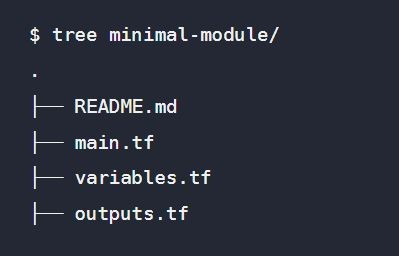 $ tree minimal-module/
.
├── README.md
├── main.tf
├── variables.tf
├── outputs.tf